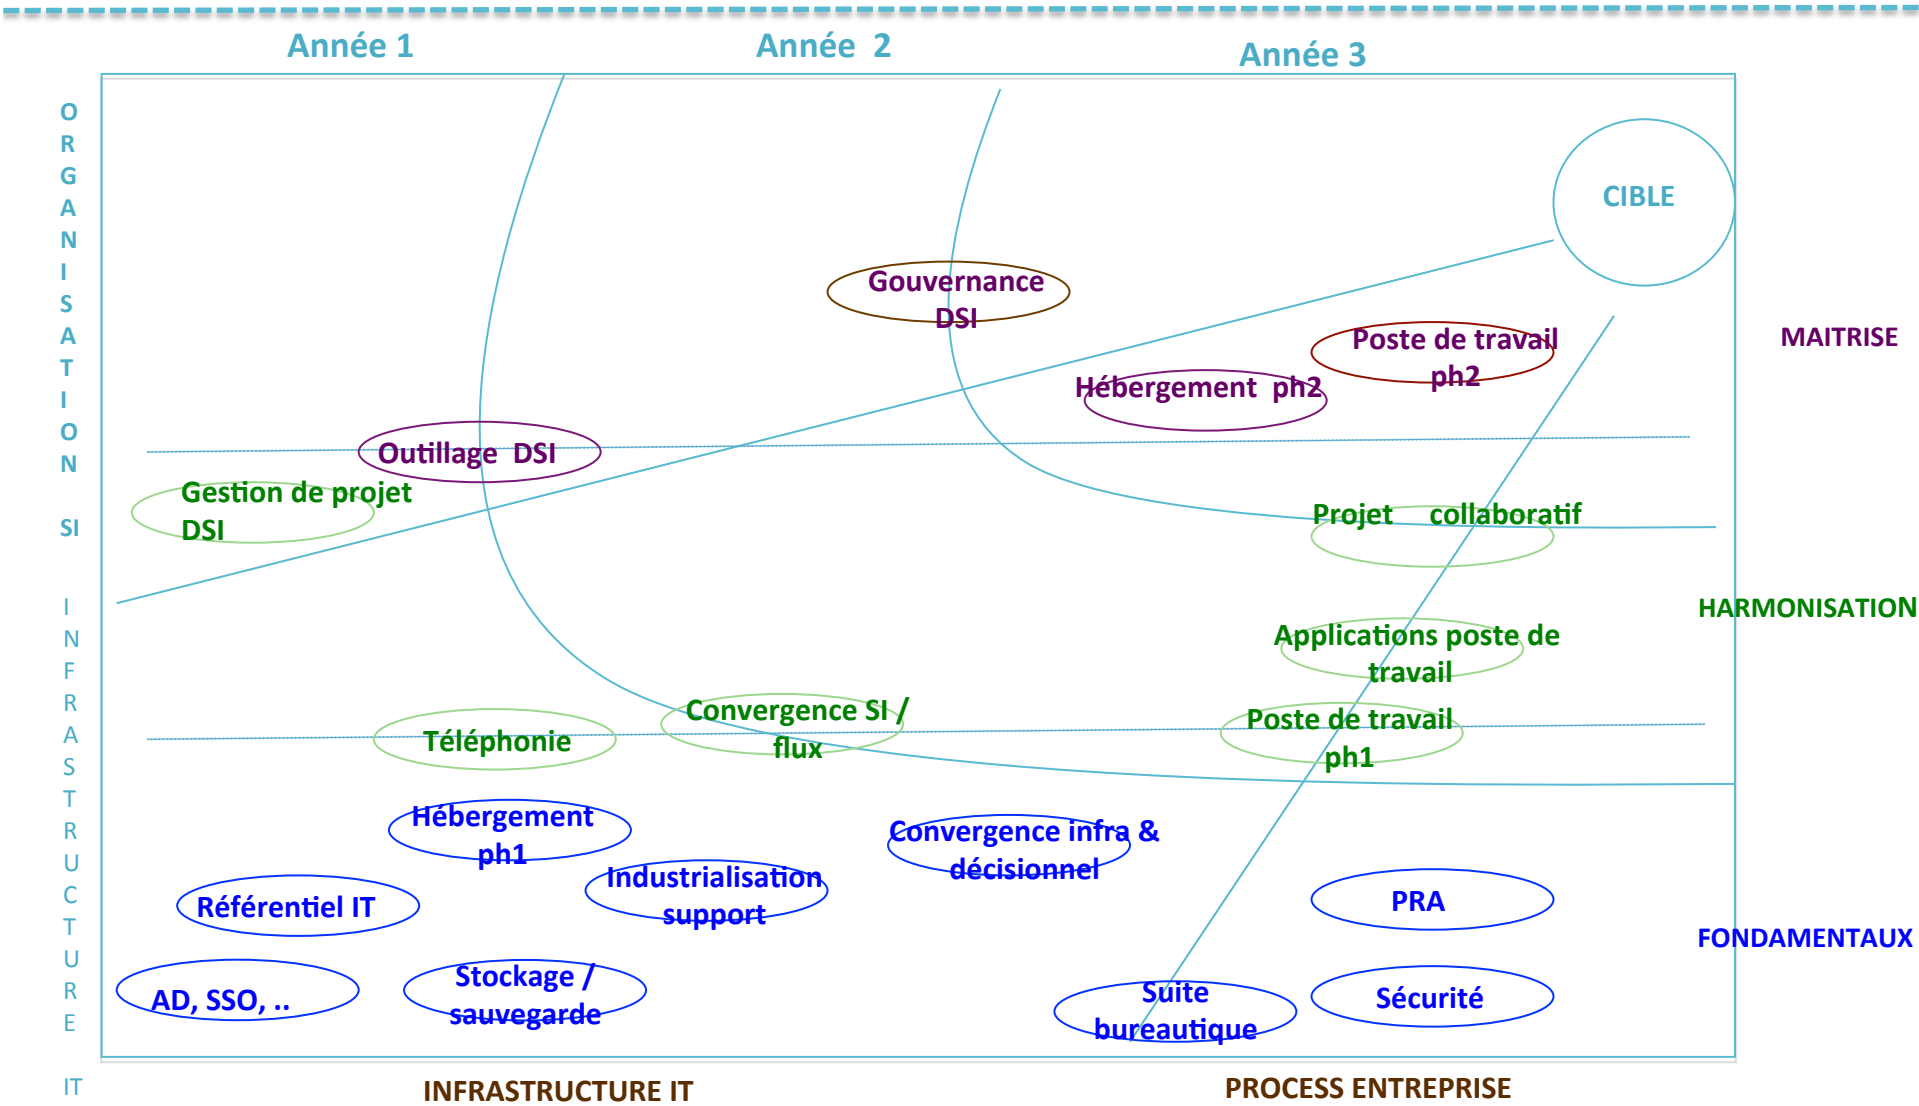 Année 1
Année 2
Année 3
ORGANISATION SI
INFRASTRUCTURE IT
CIBLE
Gouvernance
DSI
Poste de travail
ph2
Hébergement ph2
MAITRISE
Outillage DSI
Gestion de projet
DSI
Projet collaboratif
HARMONISATION
Applications poste de
travail
Téléphonie
Convergence SI /
flux
Poste de travail
ph1
Hébergement
ph1
Convergence infra &
décisionnel
Industrialisation
support
Référentiel IT
PRA
FONDAMENTAUX
AD, SSO, ..
Stockage /
sauvegarde
Suite
bureautique
Sécurité
INFRASTRUCTURE IT
PROCESS ENTREPRISE